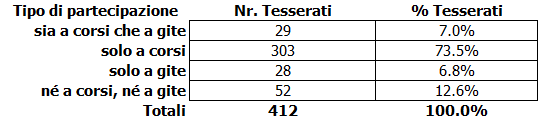 Tipo di partecipazione Nr. Tesserati % Tesserati
sia a corsi che a gite 29 7.0%
solo a corsi 303 73.5%
solo a gite 28 6.8%
né a corsi, né a gite 52 12.6%
Totali 412 100.0%